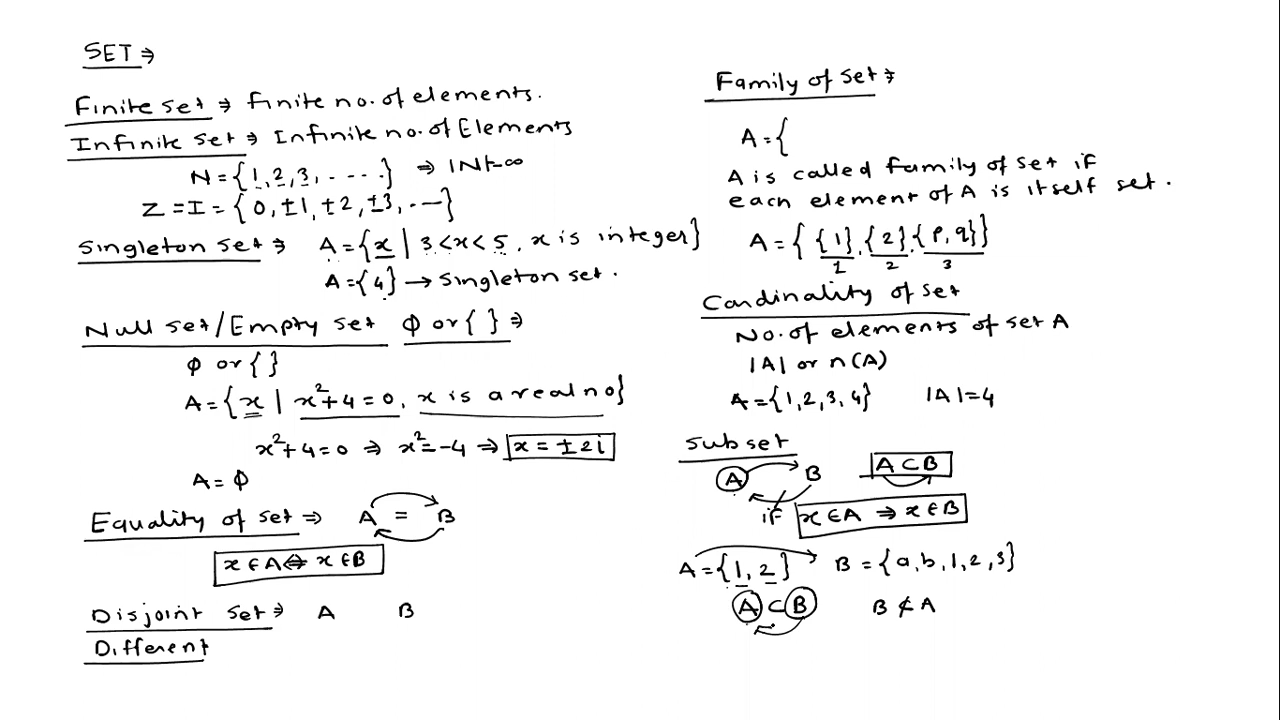 SET ⇒
Finite set ⇒ finite no. of elements.
Infinite set ⇒ Infinite no. of Elements
N = {1, 2, 3, ....} ⇒ INF-∞
Z = I = {0, ±1, ±2, ±3, ...}
Singleton set ⇒ A = {x | 3 < x < 5, x is integer}
A = {4} → singleton set.
Null set/Empty set ϕ or { } ⇒
ϕ or { }
A = {x | x²+4=0, x is a real no}
x²+4=0 ⇒ x²=-4 ⇒ x = ±2i
A = ϕ
Equality of set ⇒ A = B
x ∈ A ⇔ x ∈ B
Disjoint set ⇒ A B
Different
Family of set ⇒
A = {
A is called family of set if
each element of A is itself set.
A = { {1}, {2}, {p, q}}
1 2 3
Cardinality of set
No. of elements of set A
|A| or n(A)
A = {1, 2, 3, 4} |A| = 4
subset
A B A ⊂ B
if x ∈ A ⇒ x ∈ B
A = {1, 2} B = {a, b, 1, 2, 3}
A ⊂ B B ⊄ A